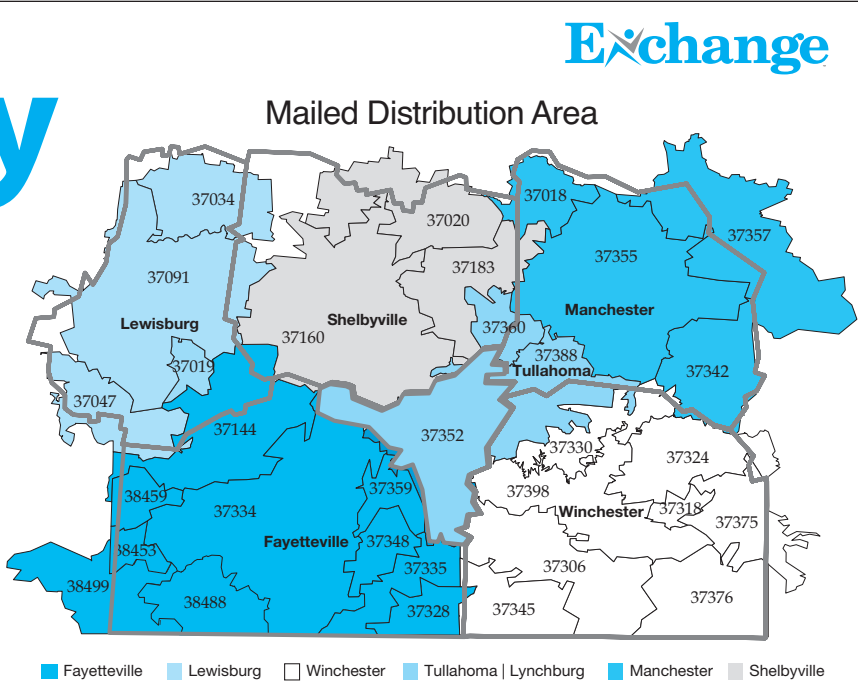 Exchange
y
Mailed Distribution Area
37034
37018
37020
37357
37355
37183
37091
Manchester
Lewisburg
Shelbyville
37360
37160
37388
37019
Tullahoma
37342
37047
37144
37352
37330
37324
37359
37398
38459
37318
37334
Winchester
37375
Fayetteville
37348
38453
37335
37306
38499
38488
37376
37328
37345
Fayetteville
Lewisburg
Winchester
Tullahoma | Lynchburg
Manchester
Shelbyville